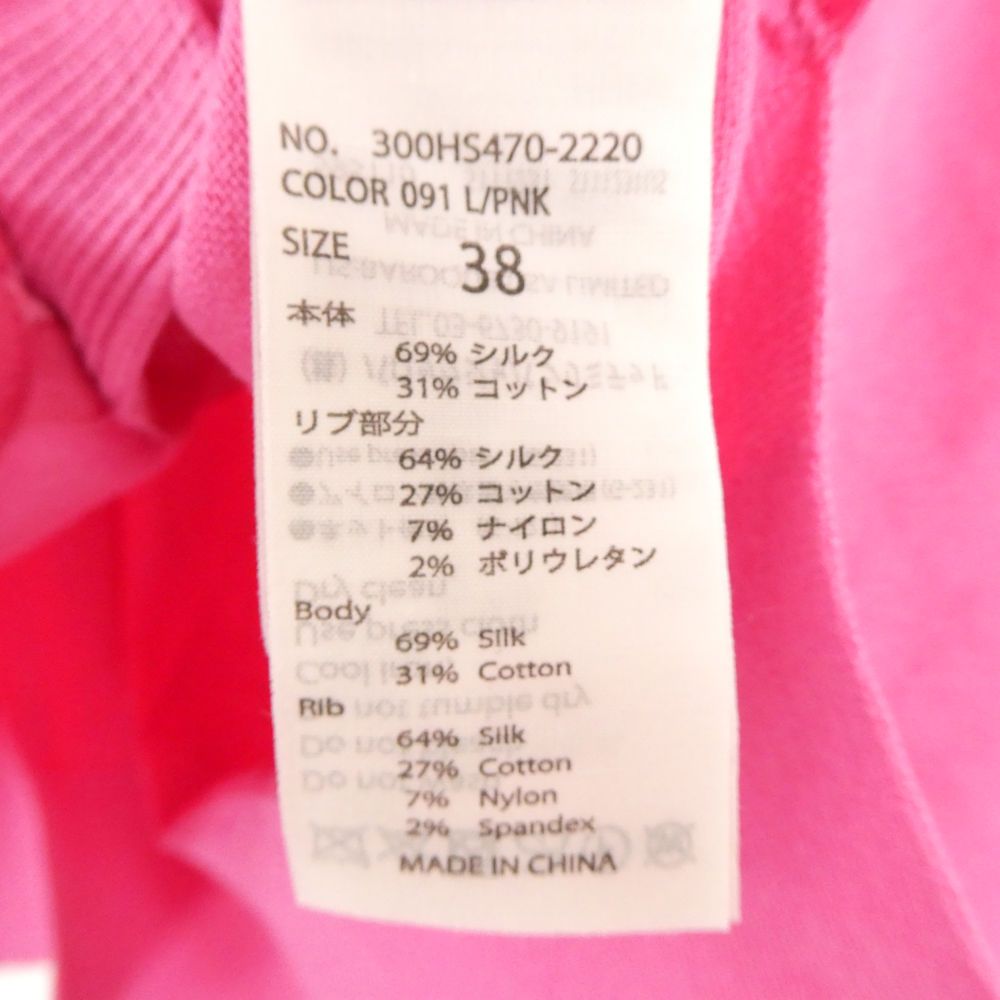 NO. 300HS470-2220
COLOR 091 L/PNK
SIZE 38
本体
69% シルク
31% コットン
リブ部分
64% シルク
27% コットン
7% ナイロン
2% ポリウレタン
Body
69% Silk
31% Cotton
Rib
64% Silk
27% Cotton
7% Nylon
2% Spandex
MADE IN CHINA